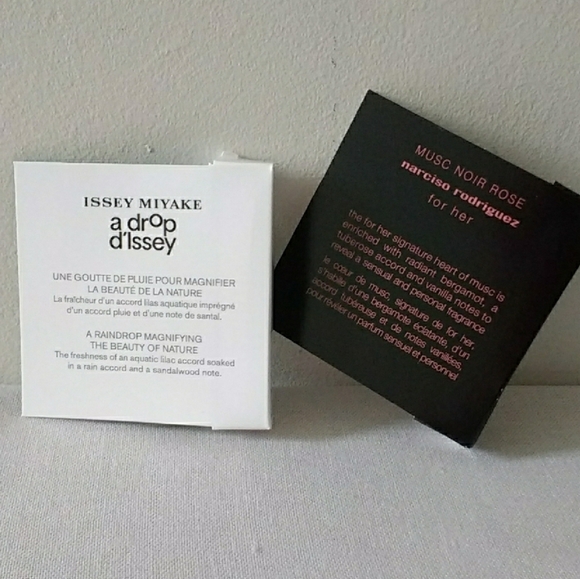 ISSEY MIYAKE
a drop
d'Issey
UNE GOUTTE DE PLUIE POUR MAGNIFIER
LA BEAUTÉ DE LA NATURE
La fraîcheur d'un accord lilas aquatique imprégné
d'un accord pluie et d'une note de santal.
A RAINDROP MAGNIFYING
THE BEAUTY OF NATURE
The freshness of an aquatic lilac accord soaked
in a rain accord and a sandalwood note.
MUSC NOIR ROSE
narciso rodriguez
for her
the for her signature heart of musc is
enriched with radiant bergamot, a
tuberose accord and vanilla notes to
reveal a sensual and personal fragrance
le cœur de musc, signature de for her,
s'habille d'une bergamote éclatante, d'un
accord tubéreuse et de notes vanillées,
pour révéler un parfum sensuel et personnel